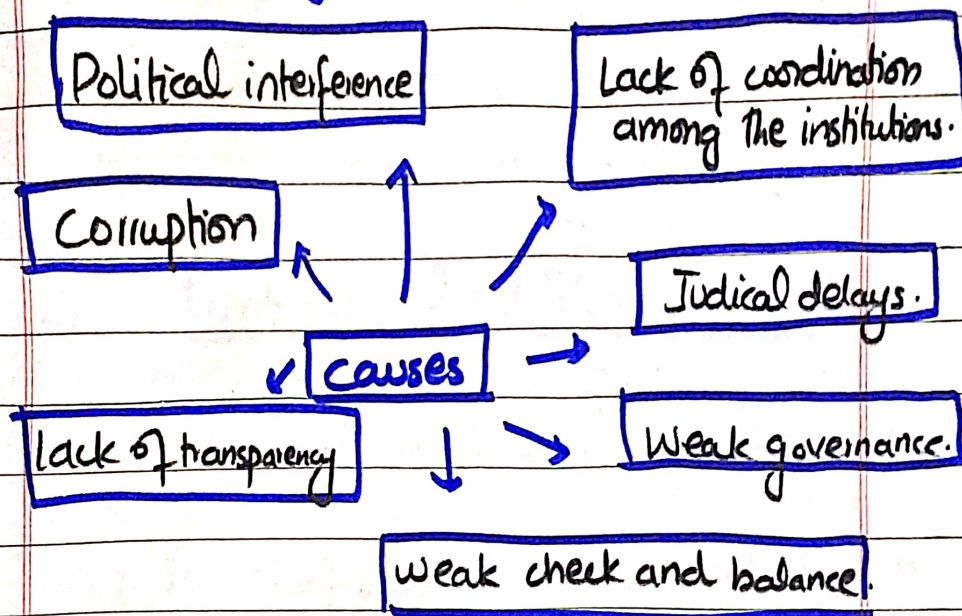 Political interference
Lack of coordination
among the institutions.
Corruption
Judical delays.
causes
lack of transparency
Weak governance.
weak check and balance.